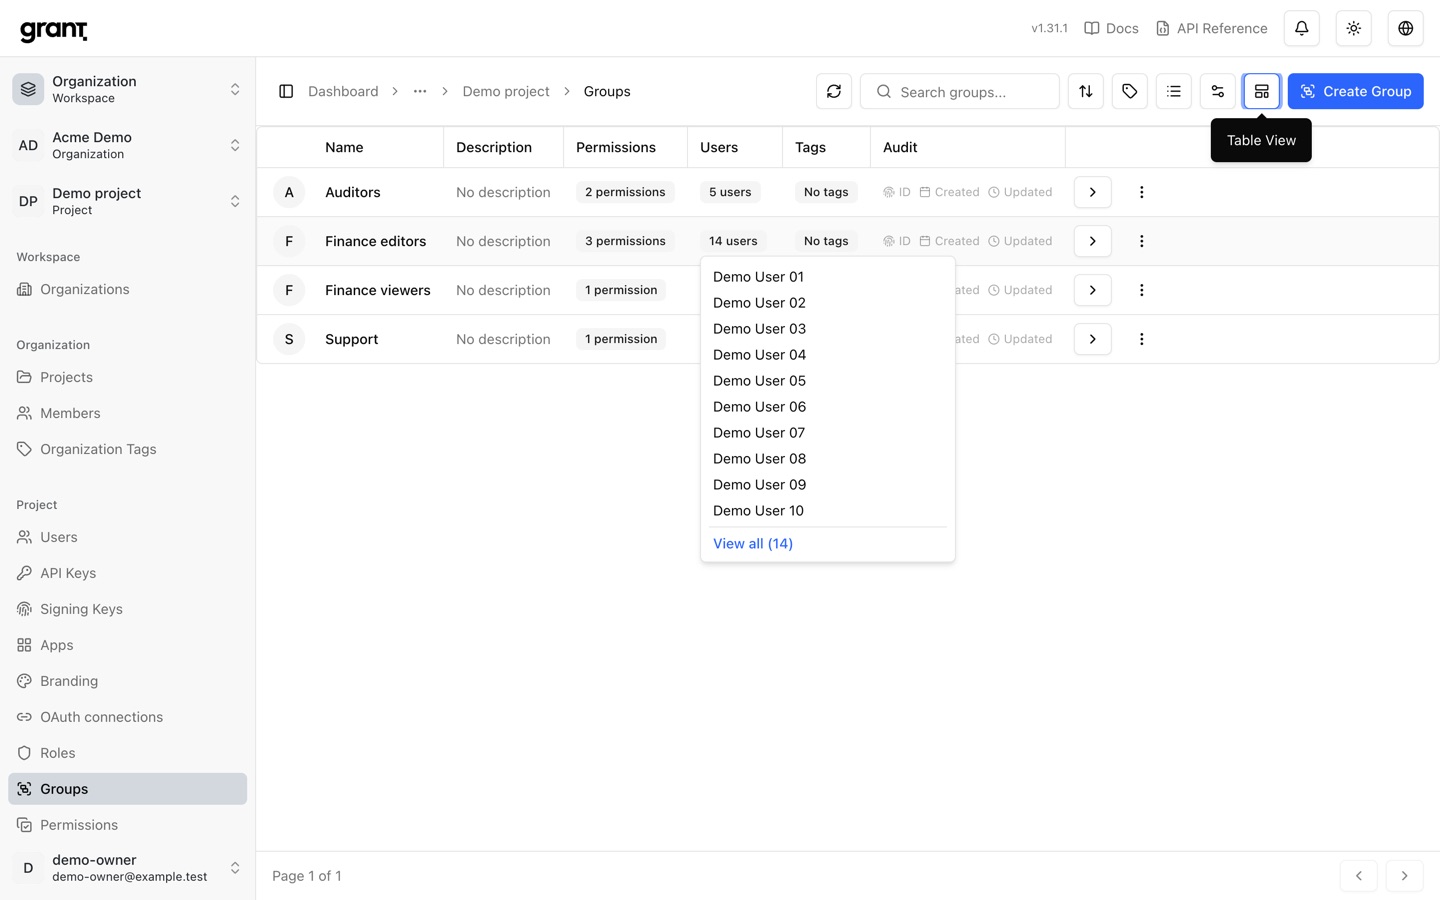 grant
v1.31.1
Docs
API Reference
Organization
Workspace
AD
Acme Demo
Organization
DP
Demo project
Project
Workspace
Organizations
Organization
Projects
Members
Organization Tags
Project
Users
API Keys
Signing Keys
Apps
Branding
OAuth connections
Roles
Groups
Permissions
D
demo-owner
demo-owner@example.test
Dashboard
Demo project
Groups
Search groups...
Create Group
Table View
Name Description Permissions Users Tags Audit
A Auditors No description 2 permissions 5 users No tags ID Created Updated
F Finance editors No description 3 permissions 14 users No tags ID Created Updated
F Finance viewers No description 1 permission ated Updated
S Support No description 1 permission ated Updated
Demo User 01
Demo User 02
Demo User 03
Demo User 04
Demo User 05
Demo User 06
Demo User 07
Demo User 08
Demo User 09
Demo User 10
View all (14)
Page 1 of 1